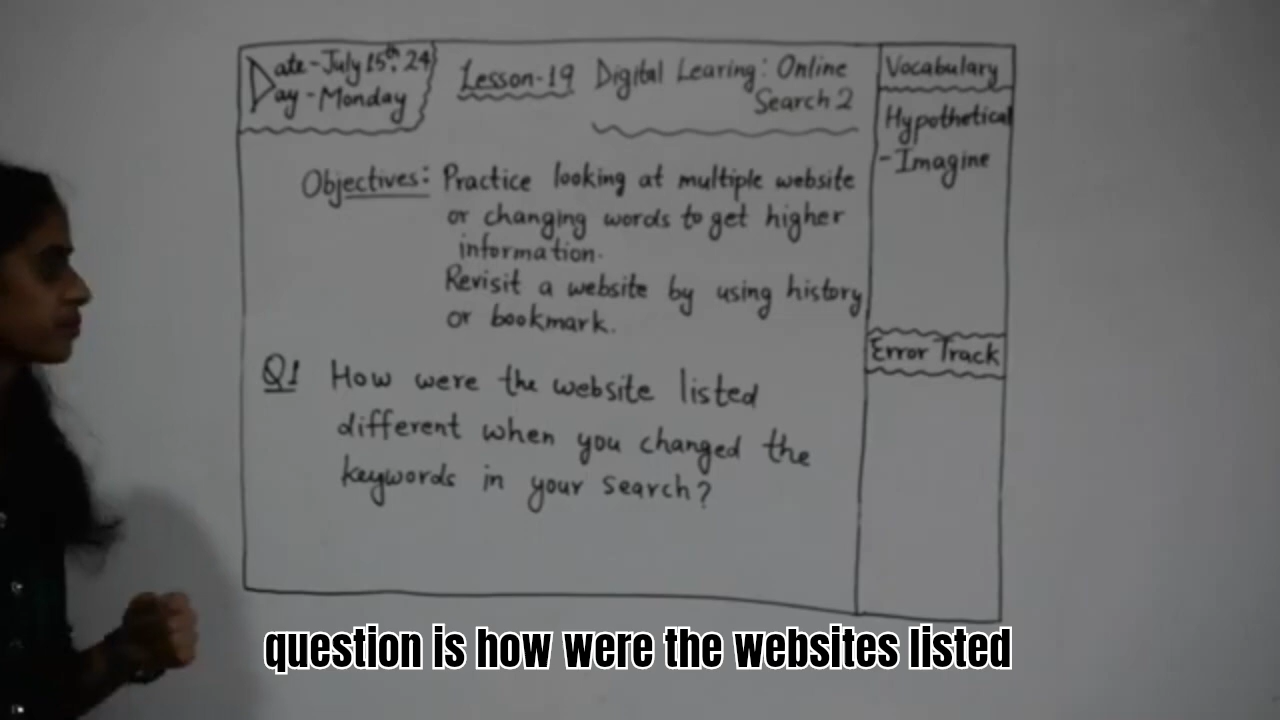 Date - July 15th, 24
Day - Monday
Lesson-19 Digital Learing: Online
Search 2
Objectives: Practice looking at multiple website
or changing words to get higher
information.
Revisit a website by using history
or bookmark.
Q1 How were the website listed
different when you changed the
keywords in your search?
Vocabulary
Hypothetical
- Imagine
Error Track
question is how were the websites listed